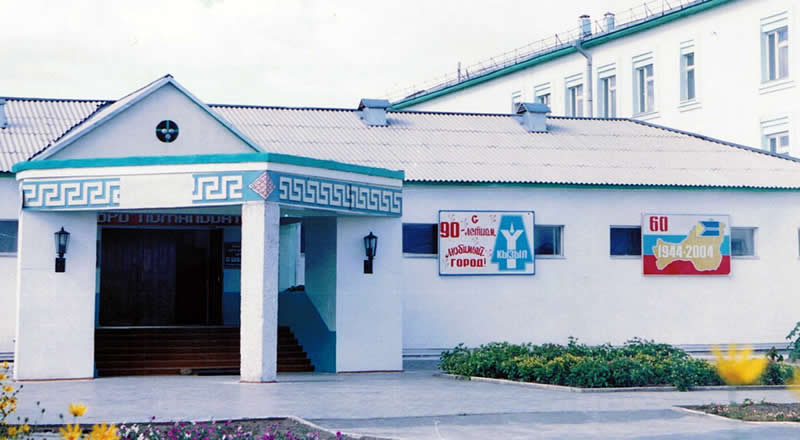 С
90-летием
любимый
ГОРОД!
КЫЗЫЛ
60
1944-2004